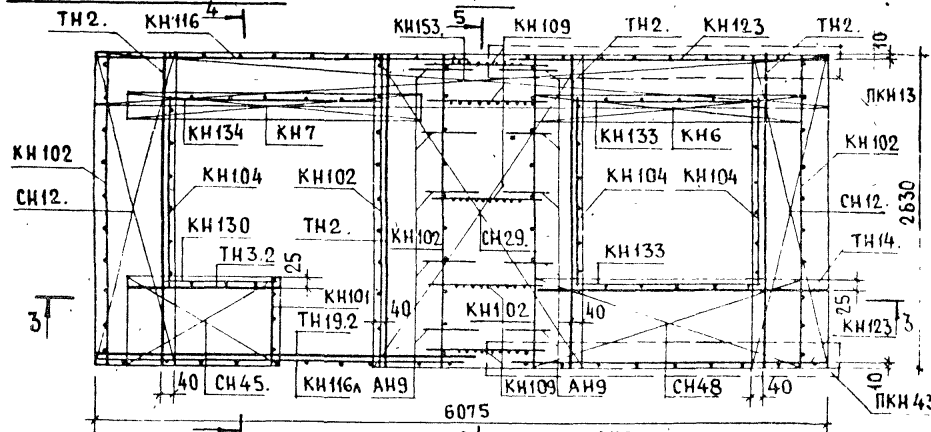 4
ТН2. КН116 КН153, 5 КН109 ТН2. КН123 ТН2.
10
ПКН13
КН134 КН7 КН133 КН6
КН102 КН102
КН104 КН102 КН104 КН104
СН12. СН12.
2630
КН130 ТН2. КН102 СН29. КН133
ТН3.2 25 ТН14.
КН101 40 КН102 40 25
3 ТН19.2 КН123 3
40 СН45. КН116л АН9 КН109 АН9 СН48 40 10
ПКН43
6075